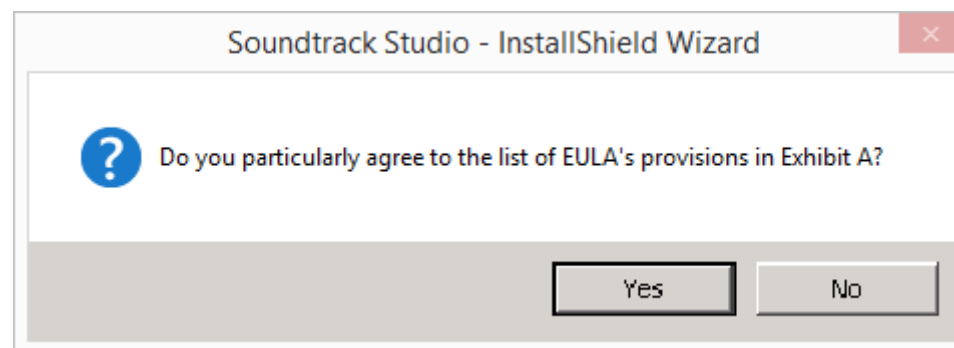 Soundtrack Studio - InstallShield Wizard
Do you particularly agree to the list of EULA's provisions in Exhibit A?
Yes No